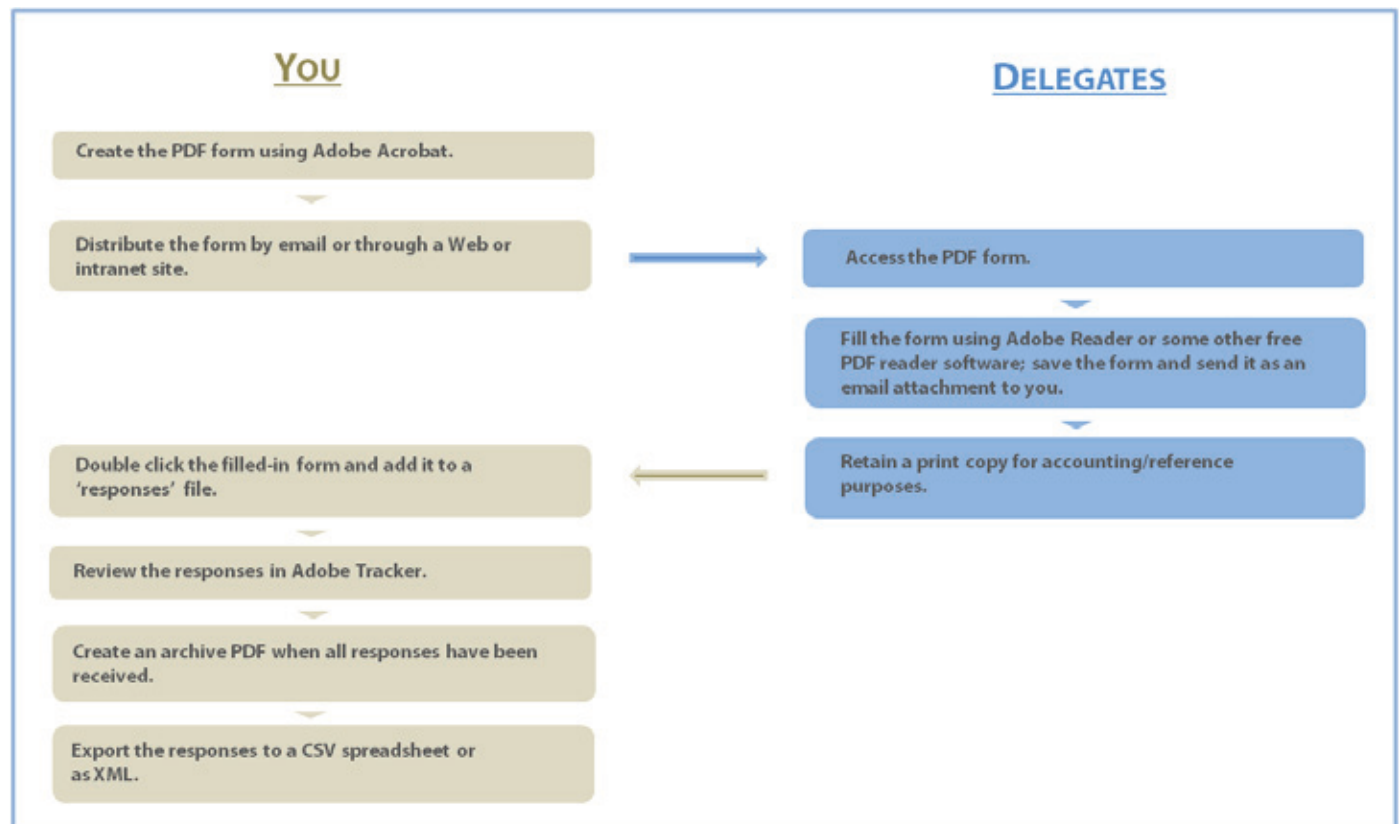 YOU
DELEGATES
Create the PDF form using Adobe Acrobat.
Distribute the form by email or through a Web or
intranet site.
Access the PDF form.
Fill the form using Adobe Reader or some other free
PDF reader software; save the form and send it as an
email attachment to you.
Retain a print copy for accounting/reference
purposes.
Double click the filled-in form and add it to a
‘responses’ file.
Review the responses in Adobe Tracker.
Create an archive PDF when all responses have been
received.
Export the responses to a CSV spreadsheet or
as XML.